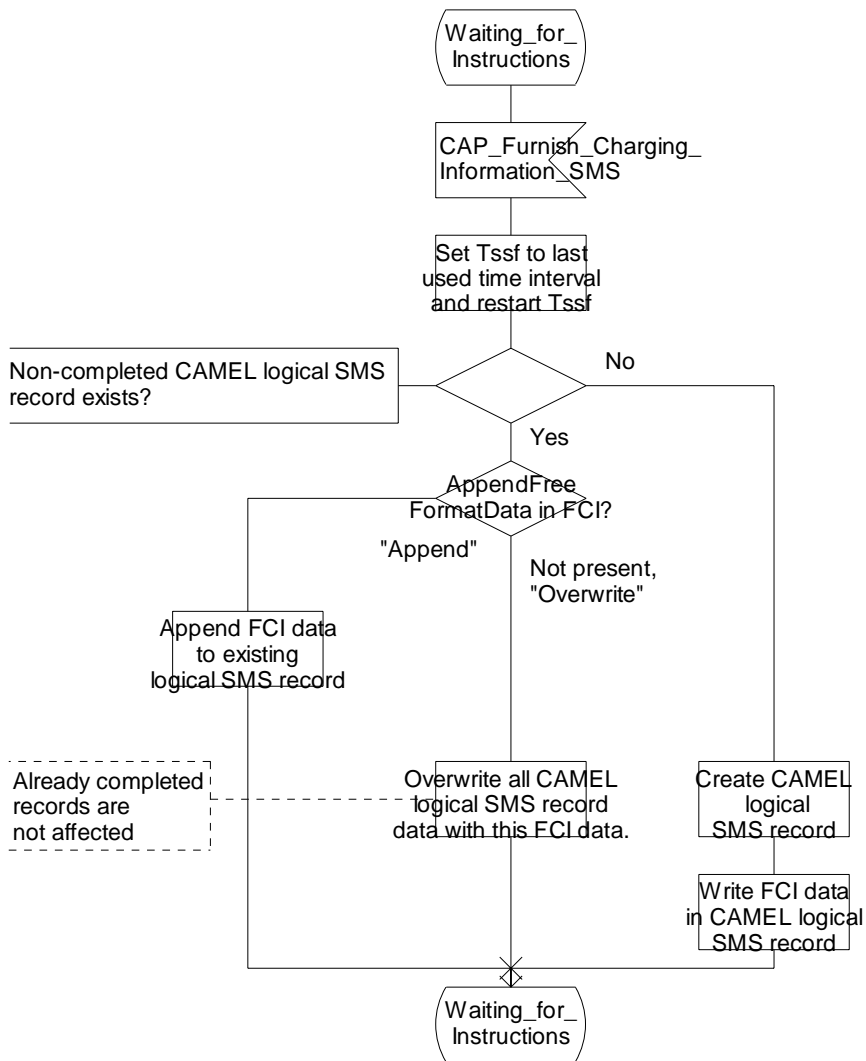 Waiting_for_
Instructions
CAP_Furnish_Charging_
Information_SMS
Set Tssf to last
used time interval
and restart Tssf
Non-completed CAMEL logical SMS
record exists?
No
Yes
AppendFree
FormatData in FCI?
"Append"
Not present,
"Overwrite"
Append FCI data
to existing
logical SMS record
Already completed
records are
not affected
Overwrite all CAMEL
logical SMS record
data with this FCI data.
Create CAMEL
logical
SMS record
Write FCI data
in CAMEL logical
SMS record
Waiting_for_
Instructions